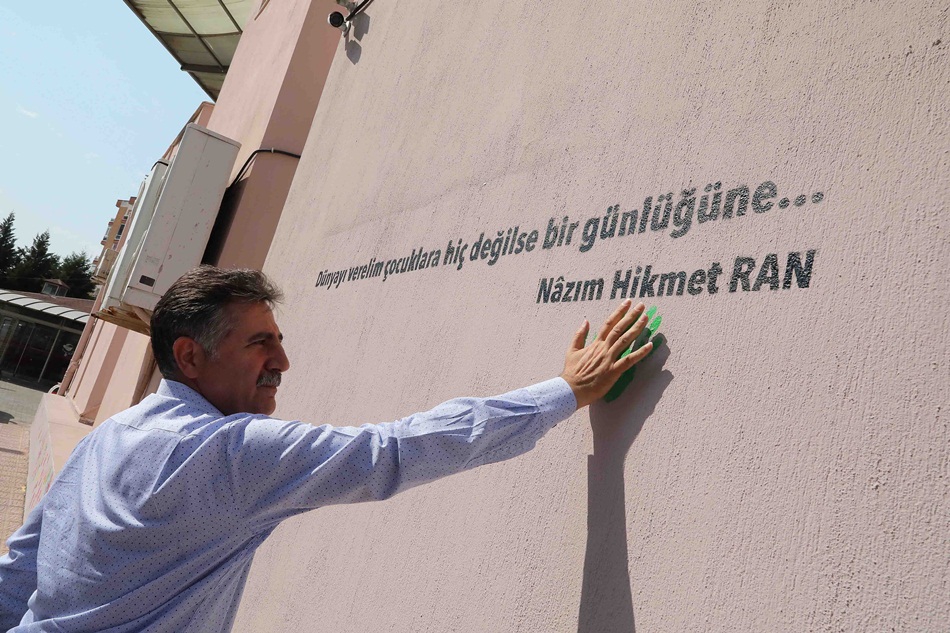 Dünyayı verelim çocuklara hiç değilse bir günlüğüne...
Nâzım Hikmet RAN